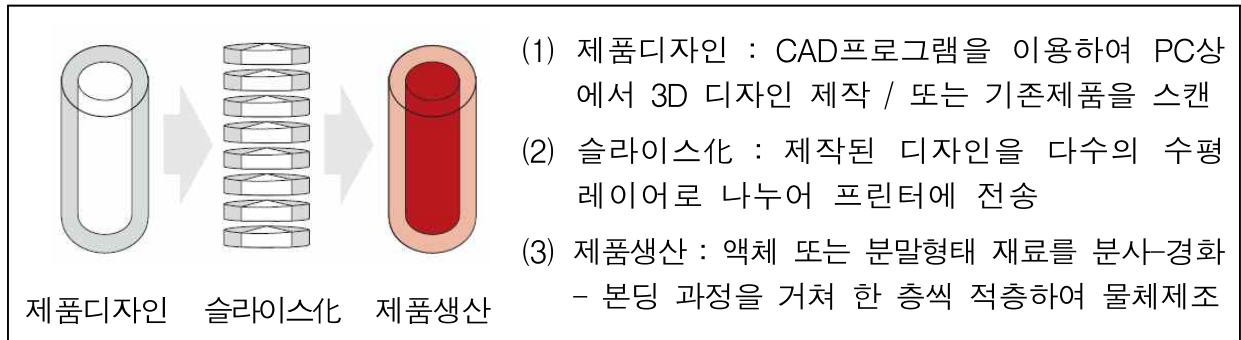 (1) 제품디자인 : CAD프로그램을 이용하여 PC상
에서 3D 디자인 제작 / 또는 기존제품을 스캔
(2) 슬라이스化 : 제작된 디자인을 다수의 수평
레이어로 나누어 프린터에 전송
(3) 제품생산 : 액체 또는 분말형태 재료를 분사-경화
- 본딩 과정을 거쳐 한 층씩 적층하여 물체제조
제품디자인 슬라이스化 제품생산